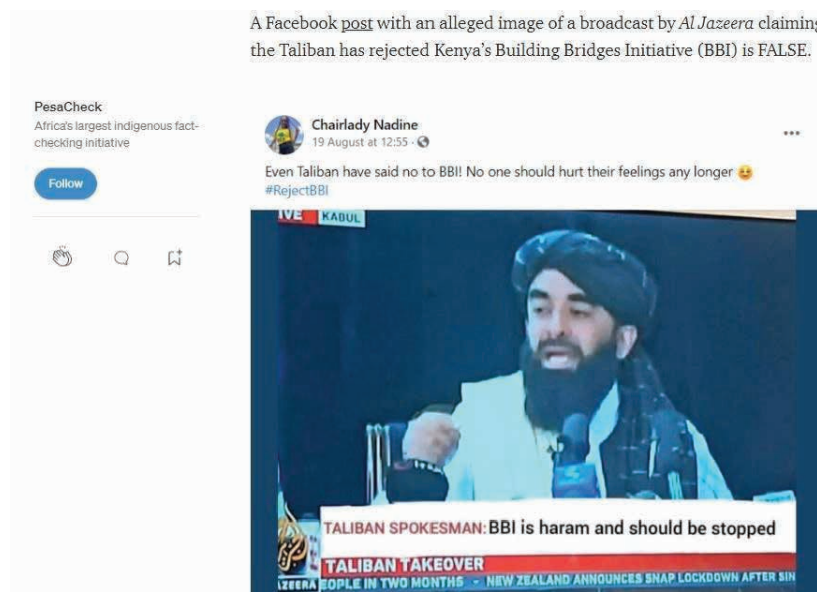 A Facebook post with an alleged image of a broadcast by Al Jazeera claiming
the Taliban has rejected Kenya’s Building Bridges Initiative (BBI) is FALSE.
PesaCheck
Africa's largest indigenous fact-
checking initiative
Follow
Chairlady Nadine
19 August at 12:55 ·
Even Taliban have said no to BBI! No one should hurt their feelings any longer
#RejectBBI
KABUL
TALIBAN SPOKESMAN: BBI is haram and should be stopped
TALIBAN TAKEOVER
IN TWO MONTHS - NEW ZEALAND ANNOUNCES SNAP LOCKDOWN AFTER